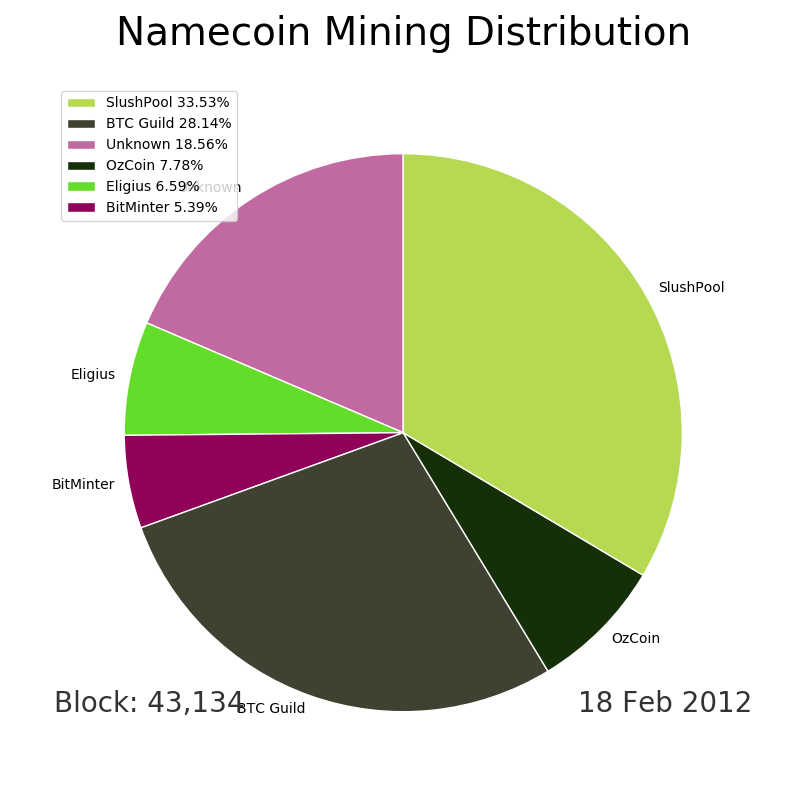 Namecoin Mining Distribution
SlushPool 33.53%
BTC Guild 28.14%
Unknown 18.56%
OzCoin 7.78%
Eligius 6.59%
BitMinter 5.39%
Unknown
SlushPool
Eligius
BitMinter
OzCoin
BTC Guild
Block: 43,134
18 Feb 2012